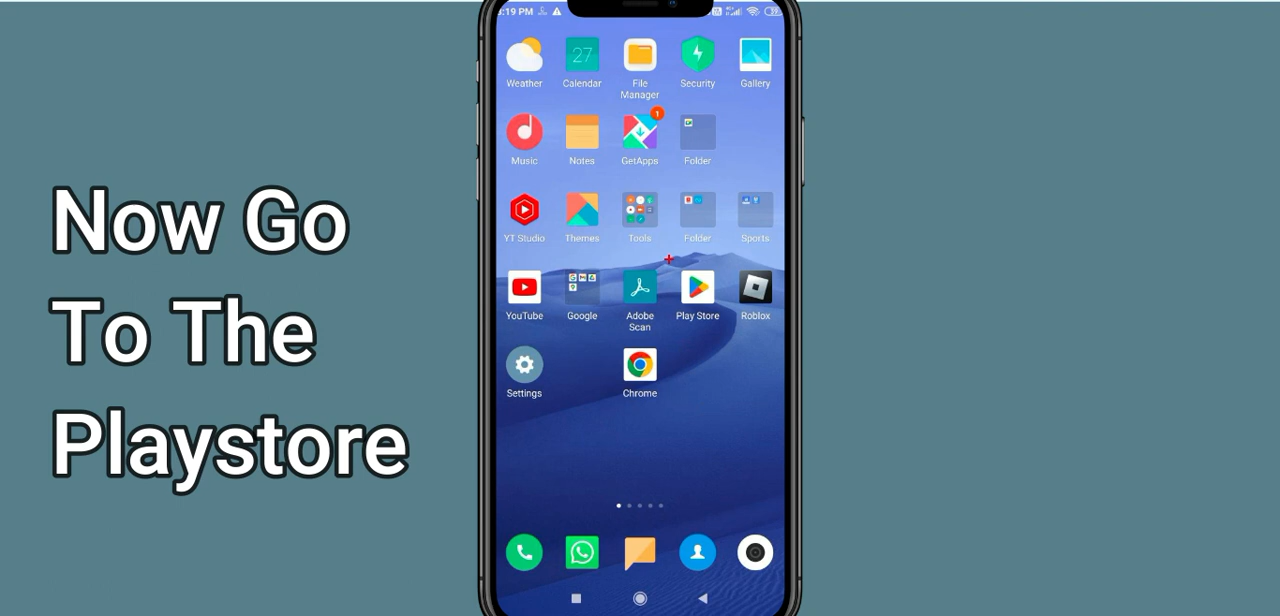 Now Go
To The
Playstore
:19 PM
Weather
Calendar
File
Manager
Security
Gallery
27
Music
Notes
GetApps
Folder
1
YT Studio
Themes
Tools
Folder
Sports
YouTube
Google
Adobe
Scan
Play Store
Roblox
Settings
Chrome